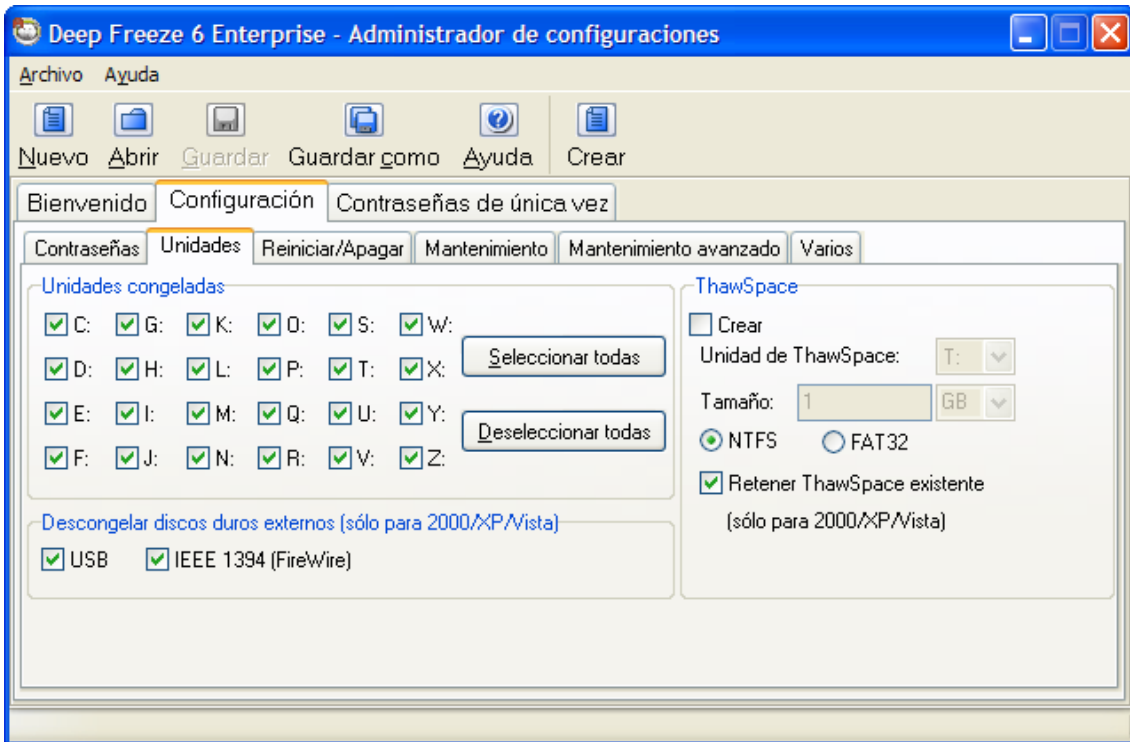 Deep Freeze 6 Enterprise - Administrador de configuraciones
Archivo Ayuda
Nuevo Abrir Guardar Guardar como Ayuda Crear
Bienvenido Configuración Contraseñas de única vez
Contraseñas Unidades Reiniciar/Apagar Mantenimiento Mantenimiento avanzado Varios
Unidades congeladas
C: G: K: O: S: W:
D: H: L: P: T: X:
E: I: M: Q: U: Y:
F: J: N: R: V: Z:
Seleccionar todas
Deseleccionar todas
Descongelar discos duros externos (sólo para 2000/XP/Vista)
USB IEEE 1394 (FireWire)
ThawSpace
Crear
Unidad de ThawSpace: T:
Tamaño: 1 GB
NTFS FAT32
Retener ThawSpace existente
(sólo para 2000/XP/Vista)